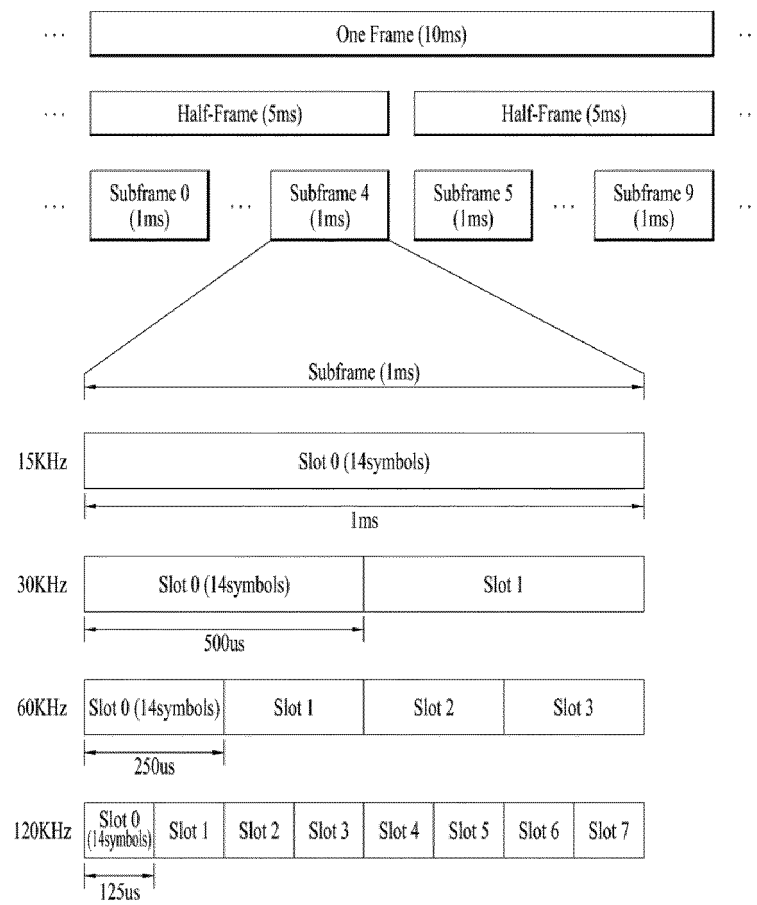 ... One Frame (10ms) ..
... Half-Frame (5ms) Half-Frame (5ms) ..
... Subframe 0 ... Subframe 4 Subframe 5 ... Subframe 9 ..
(1ms) (1ms) (1ms) (1ms)
Subframe (1ms)
15KHz Slot 0 (14symbols)
1ms
30KHz Slot 0 (14symbols) Slot 1
500us
60KHz Slot 0 (14symbols) Slot 1 Slot 2 Slot 3
250us
120KHz Slot 0 (14symbols) Slot 1 Slot 2 Slot 3 Slot 4 Slot 5 Slot 6 Slot 7
125us